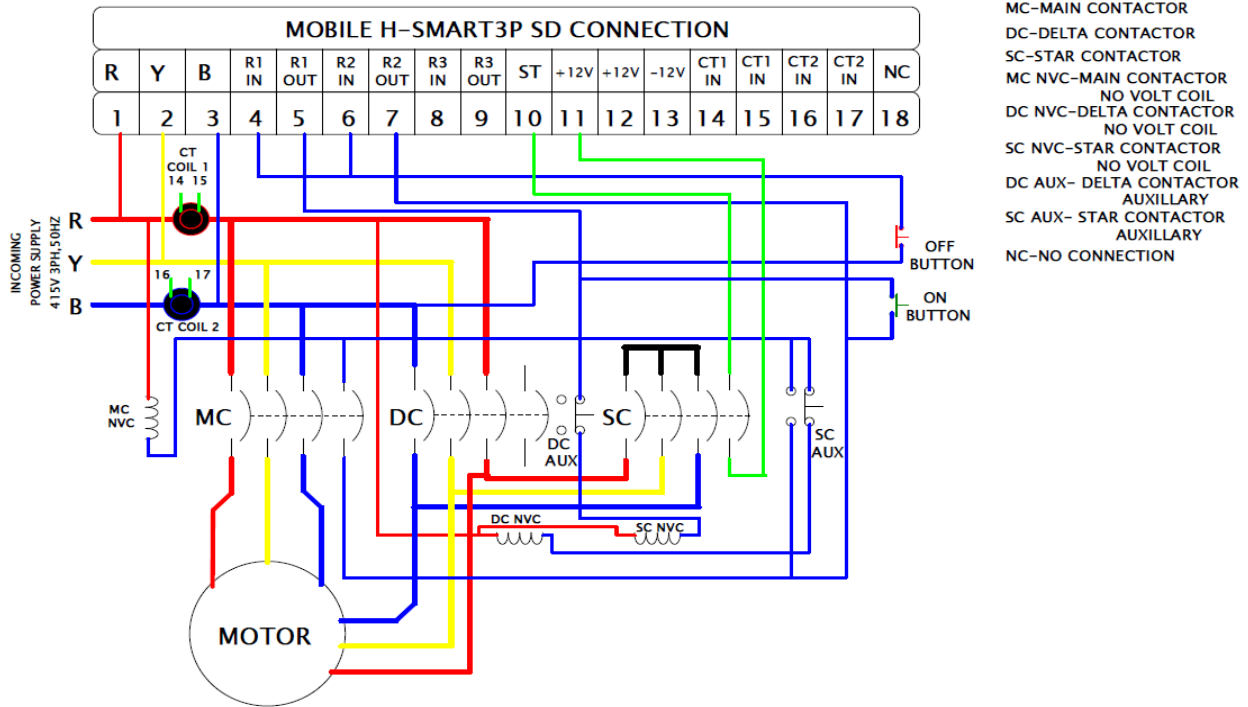 MOBILE H-SMART3P SD CONNECTION
R Y B R1 IN R1 OUT R2 IN R2 OUT R3 IN R3 OUT ST +12V +12V -12V CT1 IN CT1 IN CT2 IN CT2 IN NC
1 2 3 4 5 6 7 8 9 10 11 12 13 14 15 16 17 18
MC-MAIN CONTACTOR
DC-DELTA CONTACTOR
SC-STAR CONTACTOR
MC NVC-MAIN CONTACTOR
NO VOLT COIL
DC NVC-DELTA CONTACTOR
NO VOLT COIL
SC NVC-STAR CONTACTOR
NO VOLT COIL
DC AUX- DELTA CONTACTOR
AUXILLARY
SC AUX- STAR CONTACTOR
AUXILLARY
NC-NO CONNECTION
CT
COIL 1
14 15
INCOMING
POWER SUPPLY
415V 3PH,50HZ
R
Y
B
16 17
CT COIL 2
OFF
BUTTON
ON
BUTTON
MC
NVC
MC
DC
DC
AUX
SC
SC
AUX
DC NVC
SC NVC
MOTOR